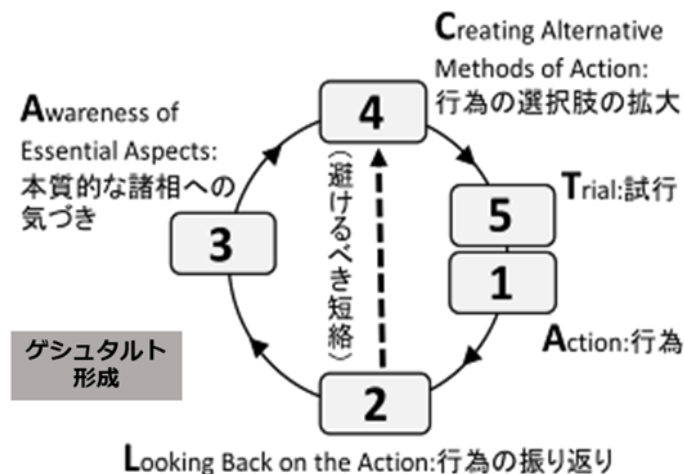 Creating Alternative
Methods of Action:
行為の選択肢の拡大
4
Awareness of
Essential Aspects:
本質的な諸相への
気づき
3
(避けるべき短絡)
5
Trial:試行
1
Action:行為
ゲシュタルト
形成
2
Looking Back on the Action:行為の振り返り